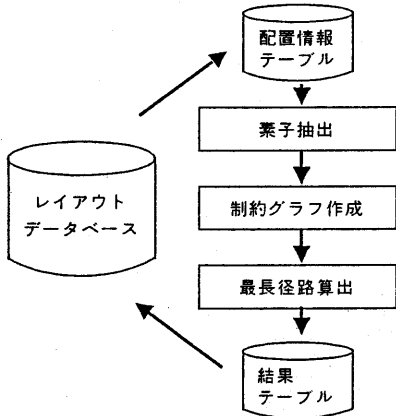 配置情報
テーブル
素子抽出
レイアウト
データベース
制約グラフ作成
最長径路算出
結果
テーブル